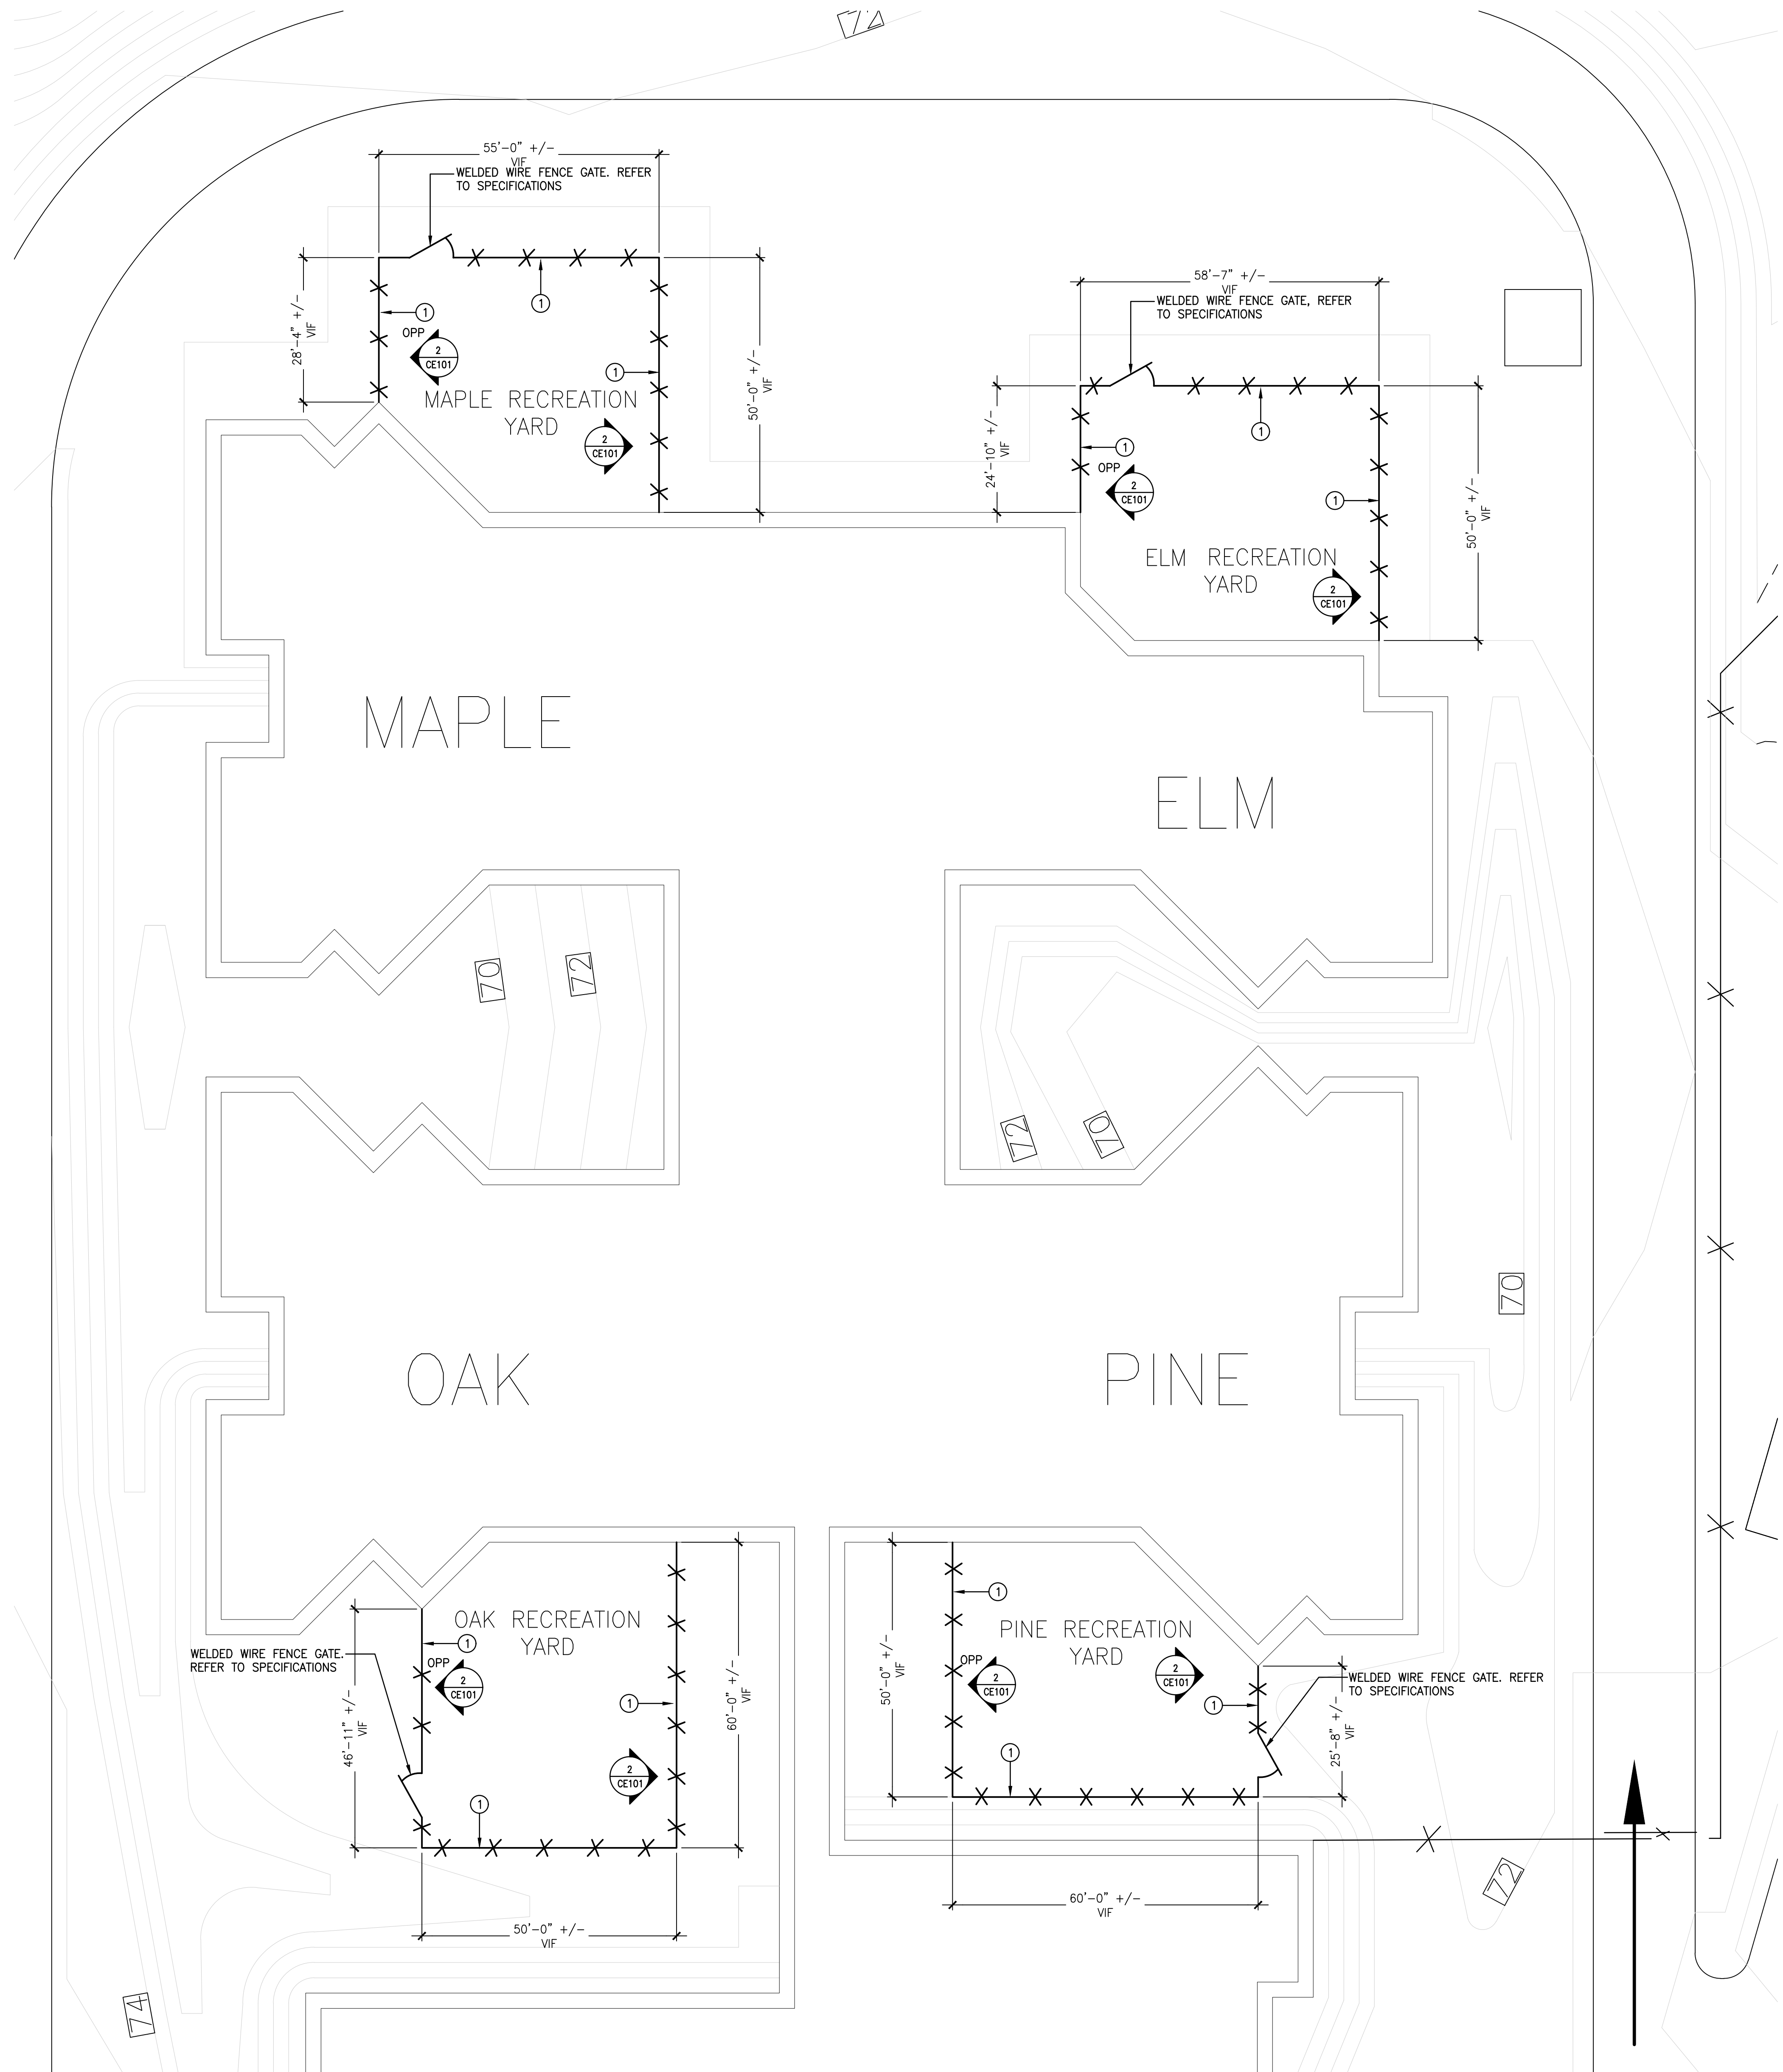 72
55'-0" +/-
VIF
WELDED WIRE FENCE GATE. REFER
TO SPECIFICATIONS
28'-4" +/-
VIF
1
1
OPP
2
CE101
1
50'-0" +/-
VIF
MAPLE RECREATION
YARD
2
CE101
58'-7" +/-
VIF
WELDED WIRE FENCE GATE, REFER
TO SPECIFICATIONS
24'-10" +/-
VIF
1
1
OPP
2
CE101
1
50'-0" +/-
VIF
ELM RECREATION
YARD
2
CE101
MAPLE
ELM
70
72
72
70
70
OAK
PINE
OAK RECREATION
YARD
WELDED WIRE FENCE GATE.
REFER TO SPECIFICATIONS
1
OPP
2
CE101
46'-11" +/-
VIF
1
60'-0" +/-
VIF
2
CE101
1
50'-0" +/-
VIF
1
50'-0" +/-
VIF
PINE RECREATION
YARD
OPP
2
CE101
2
CE101
1
WELDED WIRE FENCE GATE. REFER
TO SPECIFICATIONS
25'-8" +/-
VIF
1
60'-0" +/-
VIF
72
74